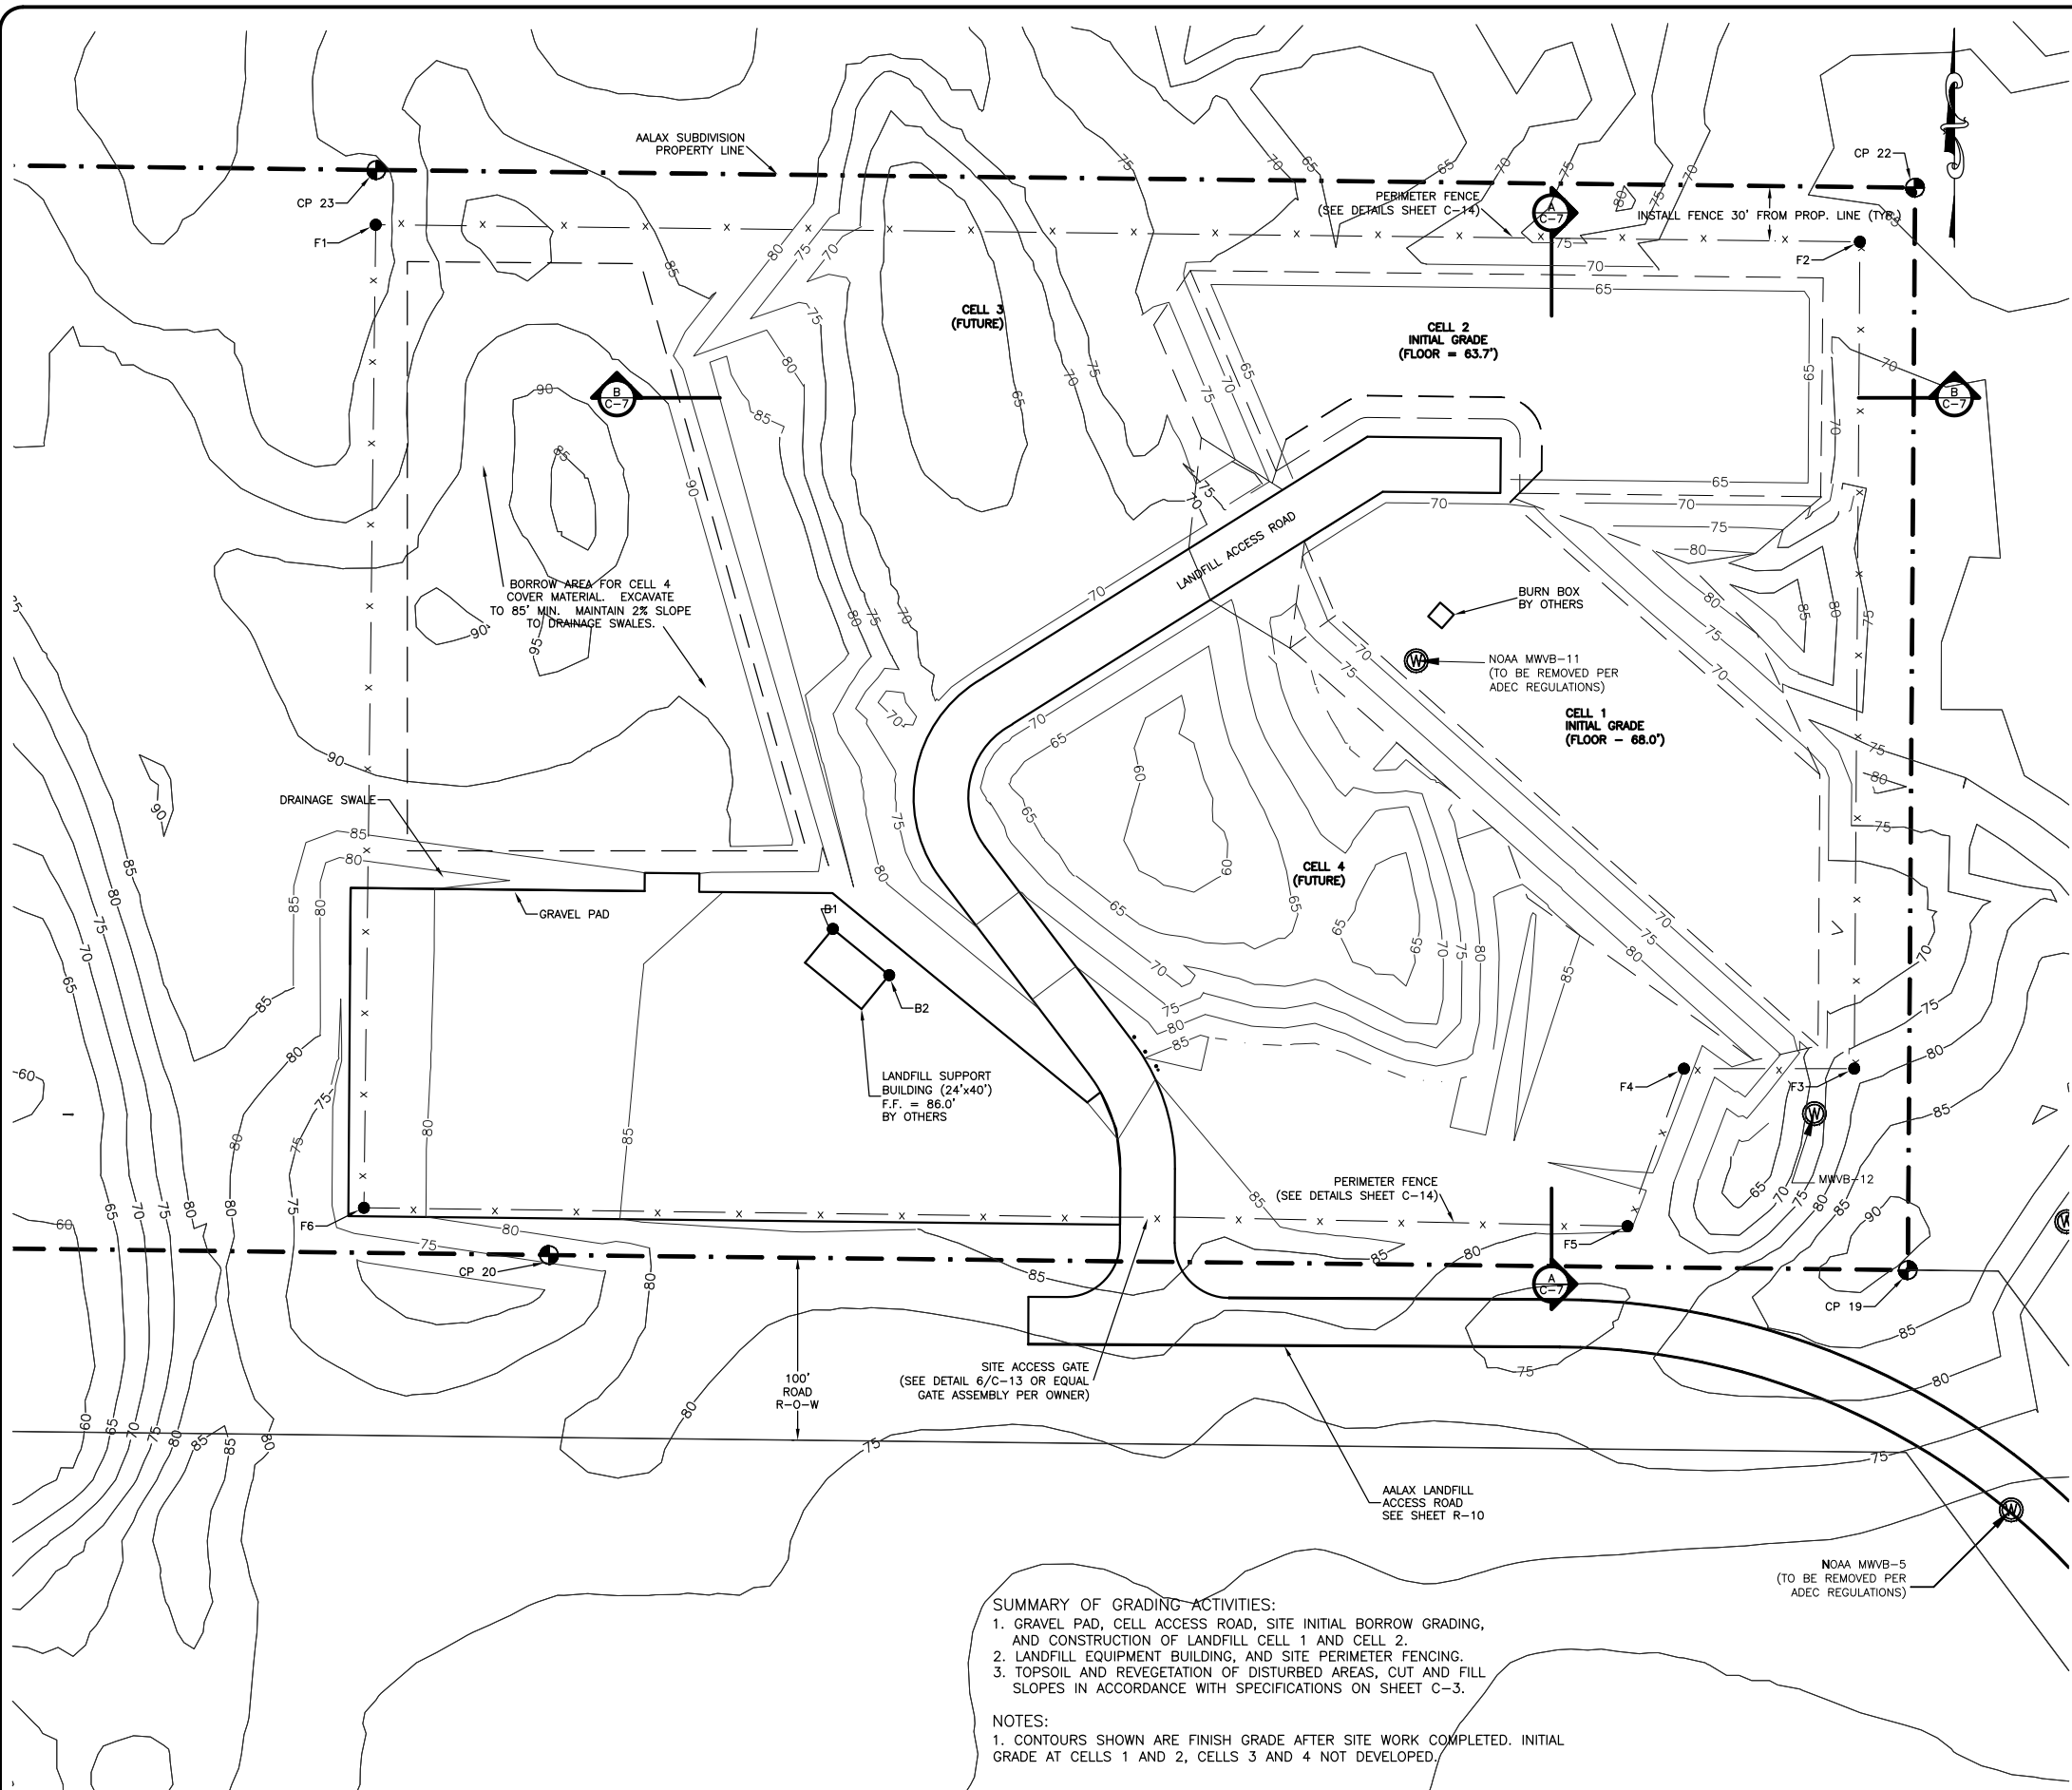 AALAX SUBDIVISION
PROPERTY LINE
CP 22
CP 23
PERIMETER FENCE
(SEE DETAILS SHEET C-14)
A
C-7
INSTALL FENCE 30' FROM PROP. LINE (TYP.)
F1
F2
CELL 3
(FUTURE)
CELL 2
INITIAL GRADE
(FLOOR = 63.7')
B
C-7
B
C-7
LANDFILL ACCESS ROAD
BORROW AREA FOR CELL 4
COVER MATERIAL. EXCAVATE
TO 85' MIN. MAINTAIN 2% SLOPE
TO DRAINAGE SWALES.
BURN BOX
BY OTHERS
W
NOAA MWVB-11
(TO BE REMOVED PER
ADEC REGULATIONS)
CELL 1
INITIAL GRADE
(FLOOR - 68.0')
DRAINAGE SWALE
CELL 4
(FUTURE)
GRAVEL PAD
B1
B2
LANDFILL SUPPORT
BUILDING (24'x40')
F.F. = 86.0'
BY OTHERS
F4
F3
W
MWVB-12
PERIMETER FENCE
(SEE DETAILS SHEET C-14)
F6
F5
CP 20
A
C-7
CP 19
100'
ROAD
R-O-W
SITE ACCESS GATE
(SEE DETAIL 6/C-13 OR EQUAL
GATE ASSEMBLY PER OWNER)
AALAX LANDFILL
ACCESS ROAD
SEE SHEET R-10
W
NOAA MWVB-5
(TO BE REMOVED PER
ADEC REGULATIONS)
SUMMARY OF GRADING ACTIVITIES:
1. GRAVEL PAD, CELL ACCESS ROAD, SITE INITIAL BORROW GRADING,
AND CONSTRUCTION OF LANDFILL CELL 1 AND CELL 2.
2. LANDFILL EQUIPMENT BUILDING, AND SITE PERIMETER FENCING.
3. TOPSOIL AND REVEGETATION OF DISTURBED AREAS, CUT AND FILL
SLOPES IN ACCORDANCE WITH SPECIFICATIONS ON SHEET C-3.
NOTES:
1. CONTOURS SHOWN ARE FINISH GRADE AFTER SITE WORK COMPLETED. INITIAL
GRADE AT CELLS 1 AND 2, CELLS 3 AND 4 NOT DEVELOPED.